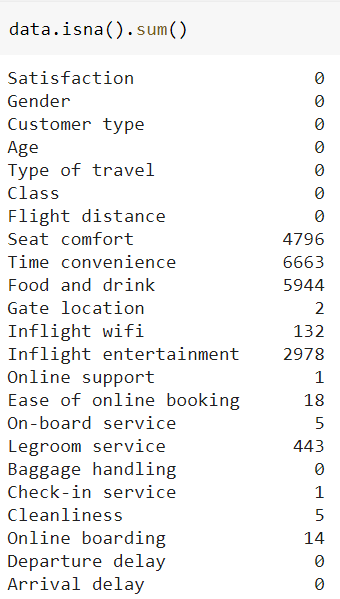 data.isna().sum()
Satisfaction 0
Gender 0
Customer type 0
Age 0
Type of travel 0
Class 0
Flight distance 0
Seat comfort 4796
Time convenience 6663
Food and drink 5944
Gate location 2
Inflight wifi 132
Inflight entertainment 2978
Online support 1
Ease of online booking 18
On-board service 5
Legroom service 443
Baggage handling 0
Check-in service 1
Cleanliness 5
Online boarding 14
Departure delay 0
Arrival delay 0